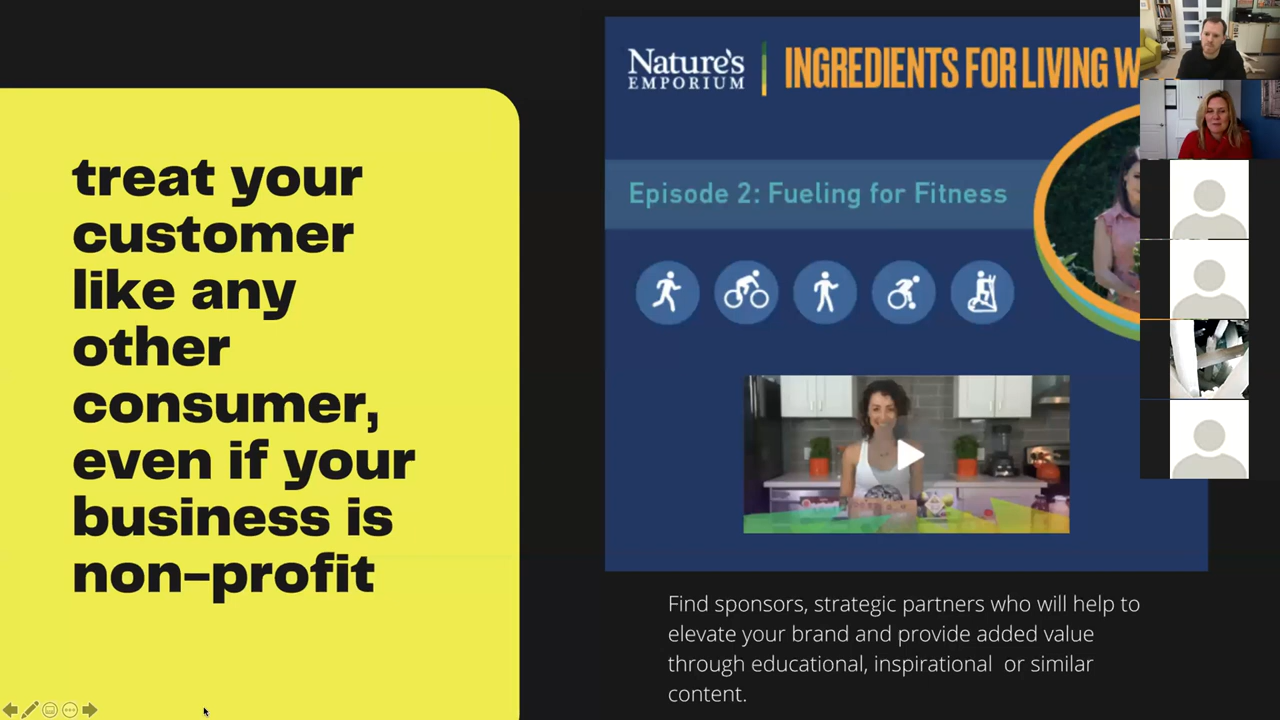 treat your
customer
like any
other
consumer,
even if your
business is
non-profit
Nature's
EMPORIUM
INGREDIENTS FOR LIVING W
Episode 2: Fueling for Fitness
Find sponsors, strategic partners who will help to
elevate your brand and provide added value
through educational, inspirational  or similar
content.